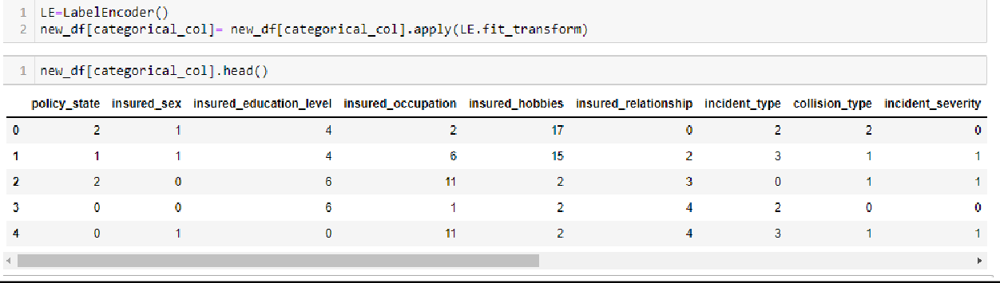 1 LE=LabelEncoder()
2 new_df[categorical_col]= new_df[categorical_col].apply(LE.fit_transform)
1 new_df[categorical_col].head()
policy_state insured_sex insured_education_level insured_occupation insured_hobbies insured_relationship incident_type collision_type incident_severity
0 2 1 4 2 17 0 2 2 0
1 1 1 4 6 15 2 3 1 1
2 2 0 6 11 2 3 0 1 1
3 0 0 6 1 2 4 2 0 0
4 0 1 0 11 2 4 3 1 1